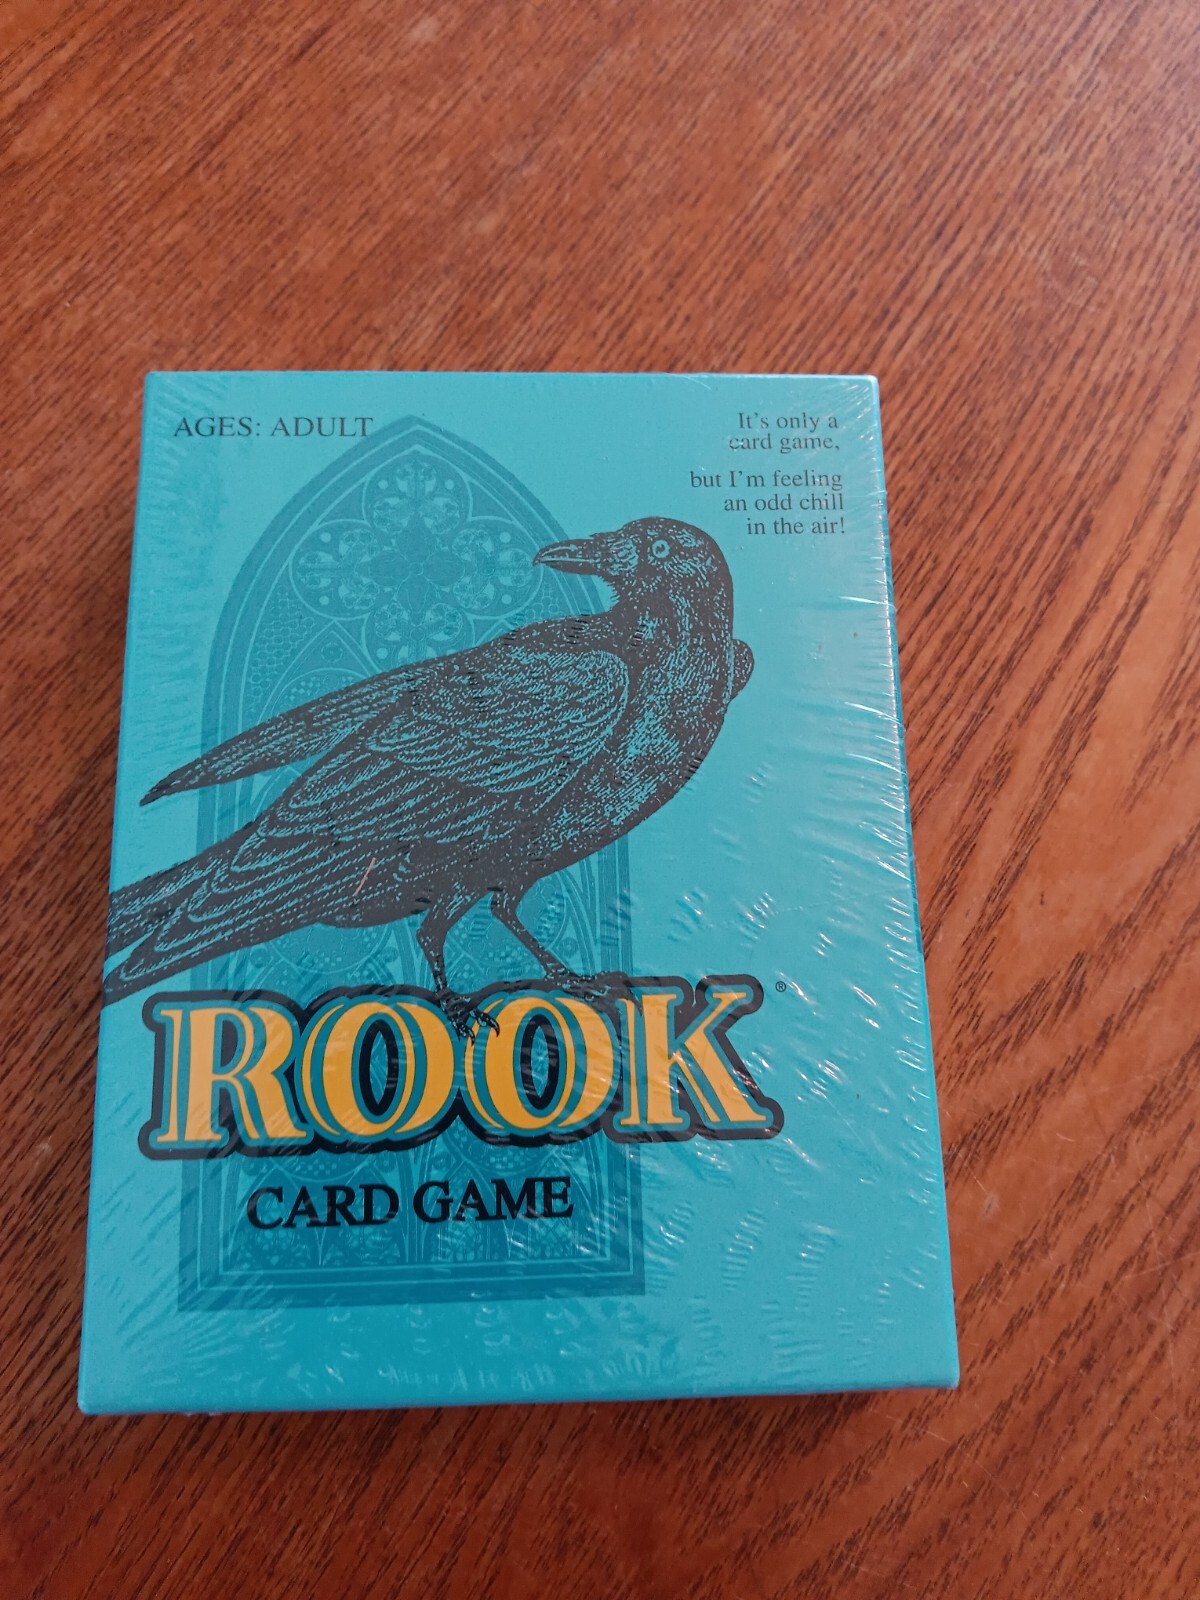 AGES: ADULT
It's only a
card game,
but I'm feeling
an odd chill
in the air!
ROOK®
CARD GAME